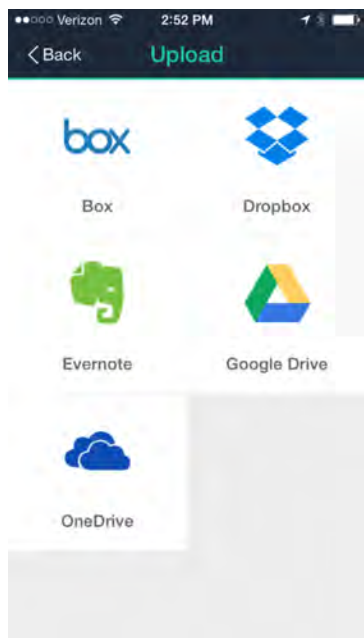 Verizon 2:52 PM
Back Upload
box
Box Dropbox
Evernote Google Drive
OneDrive